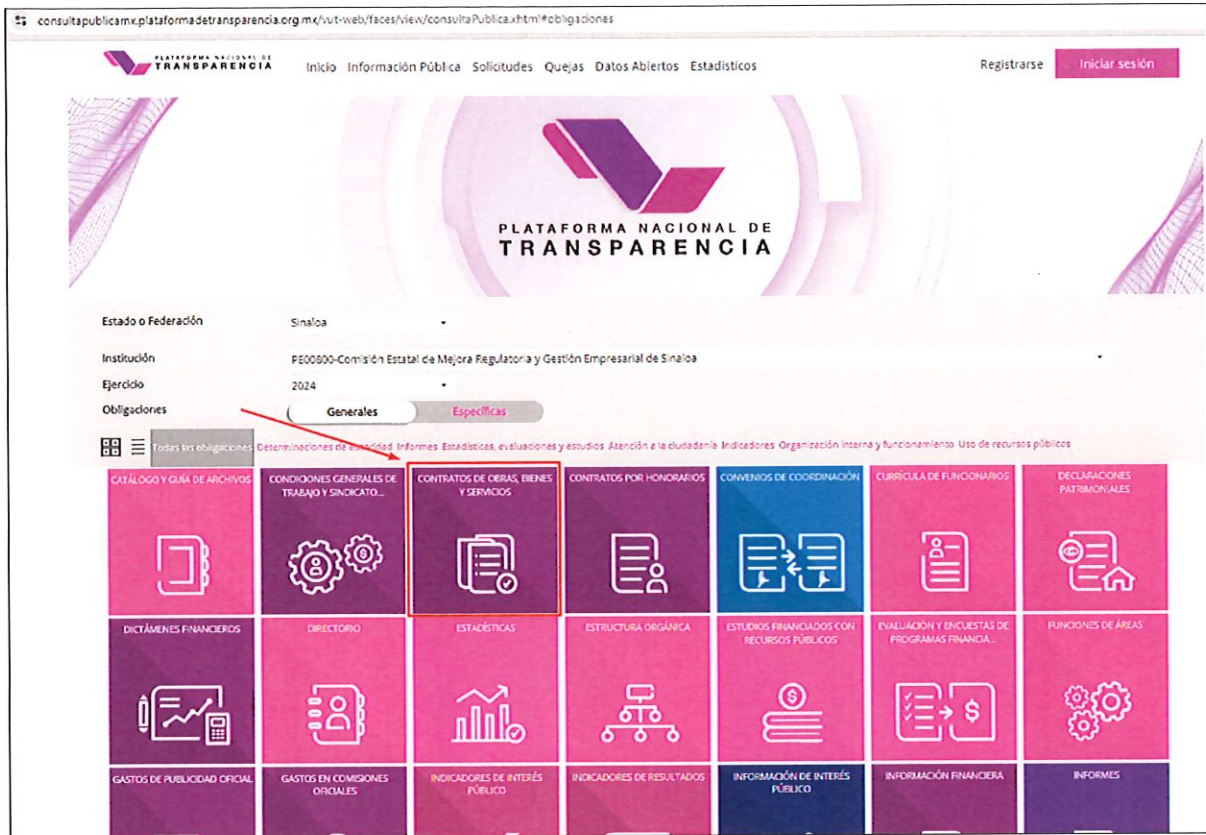 consultapublicamx.plataformadetransparencia.org.mx/vut-web/faces/view/consultaPublica.xhtml#obligaciones
PLATAFORMA NACIONAL DE
TRANSPARENCIA
Inicio Información Pública Solicitudes Quejas Datos Abiertos Estadísticos
Registrarse Iniciar sesión
PLATAFORMA NACIONAL DE
TRANSPARENCIA
Estado o Federación Sinaloa
Institución PE00800-Comisión Estatal de Mejora Regulatoria y Gestión Empresarial de Sinaloa
Ejercicio 2024
Obligaciones Generales Específicas
Todas las obligaciones Determinaciones de autoridad Informes Estadísticas, evaluaciones y estudios Atención a la ciudadanía Indicadores Organización interna y funcionamiento Uso de recursos públicos
CATÁLOGO Y GUÍA DE ARCHIVOS
CONDICIONES GENERALES DE
TRABAJO Y SINDICATO...
CONTRATOS DE OBRAS, BIENES
Y SERVICIOS
CONTRATOS POR HONORARIOS
CONVENIOS DE COORDINACIÓN
CURRÍCULA DE FUNCIONARIOS
DECLARACIONES
PATRIMONIALES
DICTÁMENES FINANCIEROS
DIRECTORIO
ESTADÍSTICAS
ESTRUCTURA ORGÁNICA
ESTUDIOS FINANCIADOS CON
RECURSOS PÚBLICOS
EVALUACIÓN Y ENCUESTAS DE
PROGRAMAS FINANCIA...
FUNCIONES DE ÁREAS
GASTOS DE PUBLICIDAD OFICIAL
GASTOS EN COMISIONES
OFICIALES
INDICADORES DE INTERÉS
PÚBLICO
INDICADORES DE RESULTADOS
INFORMACIÓN DE INTERÉS
PÚBLICO
INFORMACIÓN FINANCIERA
INFORMES